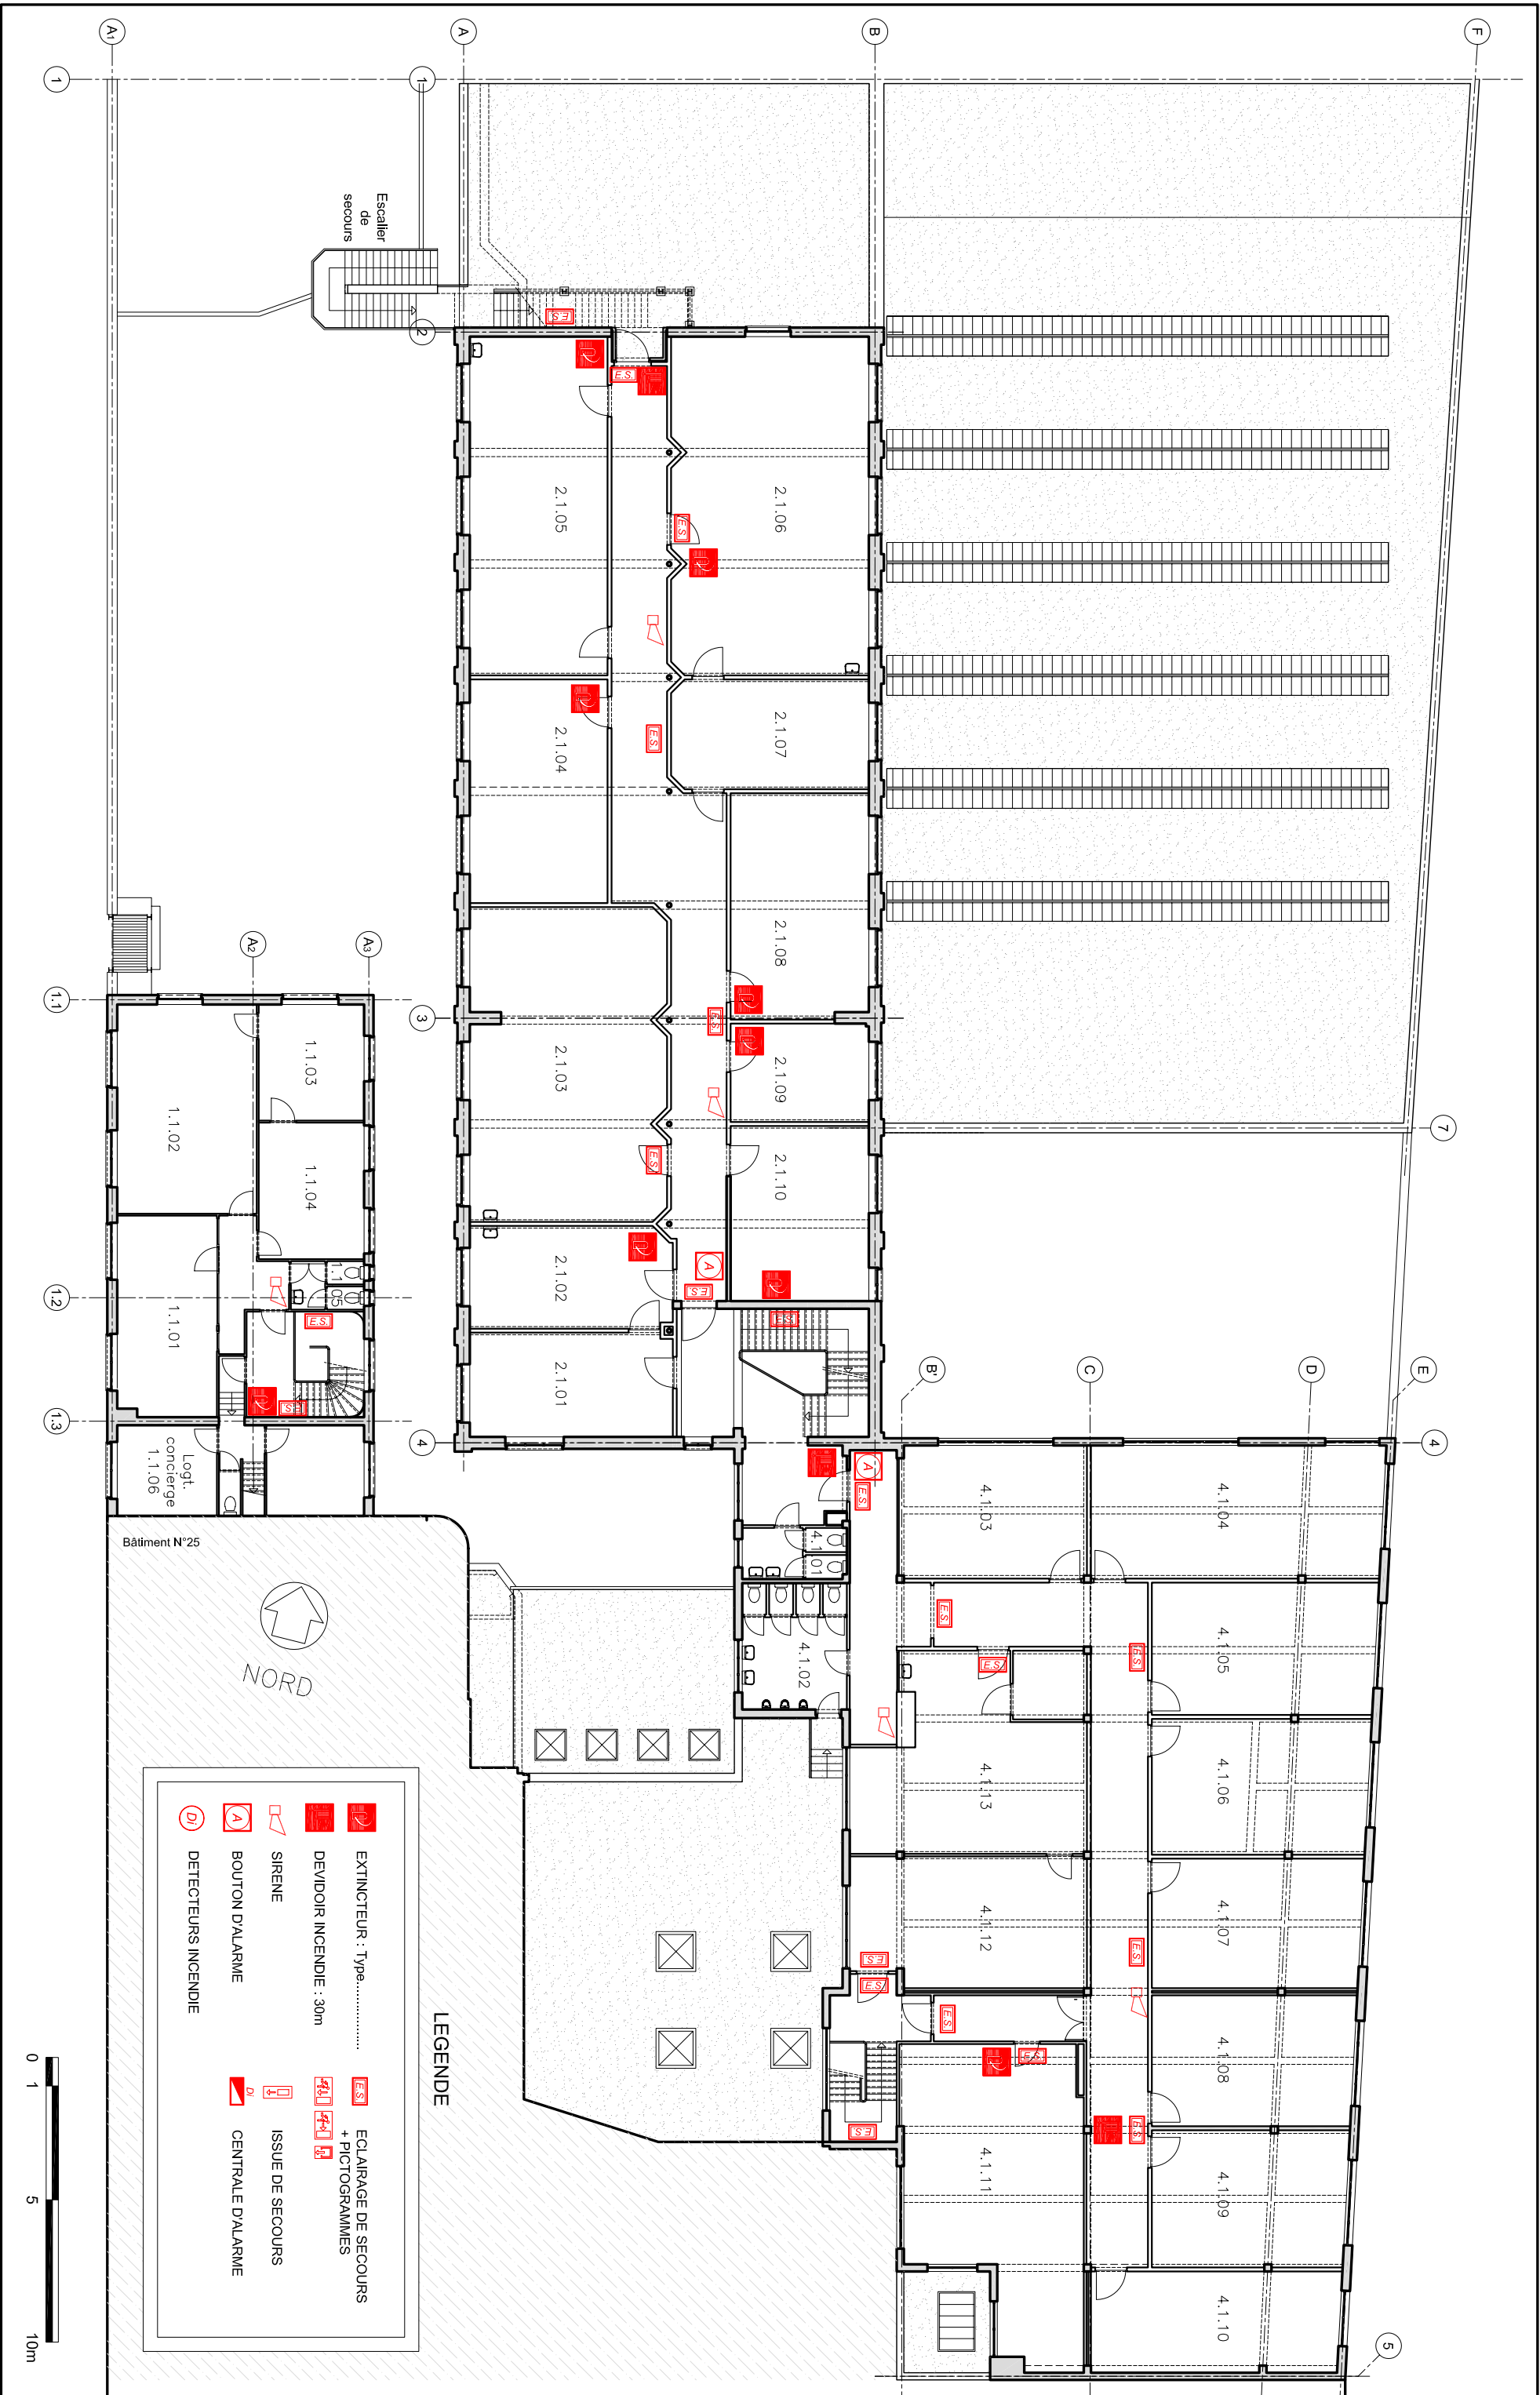 A1
A
B
F
1
1
Escalier
de
secours
2
E.S.
E.S.
2.1.05
2.1.06
E.S.
2.1.04
E.S.
2.1.07
2.1.08
A2
A3
1.1
3
E.S.
2.1.03
2.1.09
7
1.1.03
1.1.02
1.1.04
E.S.
2.1.10
2.1.02
A
E.S.
1.2
1.1.05
1.1.01
E.S.
E.S.
2.1.01
B'
C
D
E
1.3
E.S.
4
4
Logt.
concierge
1.1.06
A
E.S.
4.1.03
4.1.04
Bâtiment N°25
4.1.01
NORD
4.1.02
E.S.
E.S.
E.S.
4.1.05
4.1.13
4.1.06
4.1.12
4.1.07
E.S.
E.S.
E.S.
E.S.
E.S.
4.1.08
E.S.
E.S.
4.1.11
4.1.09
4.1.10
5
LEGENDE
EXTINCTEUR : Type...............
DEVIDOIR INCENDIE : 30m
SIRENE
A
BOUTON D'ALARME
Di
DETECTEURS INCENDIE
E.S.
ECLAIRAGE DE SECOURS
+ PICTOGRAMMES
ISSUE DE SECOURS
DI
CENTRALE D'ALARME
0
1
5
10m